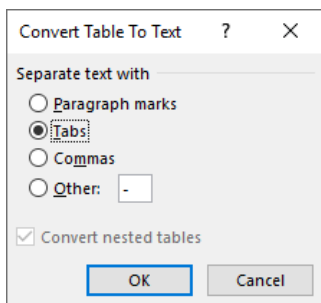 Convert Table To Text ? ×
Separate text with
Paragraph marks
Tabs
Commas
Other: -
Convert nested tables
OK Cancel